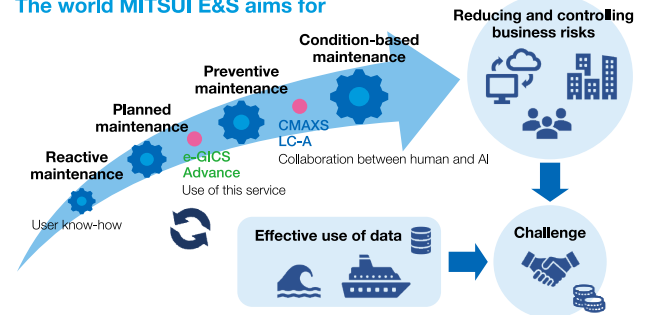 The world MITSUI E&S aims for
Reducing and controlling
business risks
Condition-based
maintenance
Preventive
maintenance
Planned
maintenance
Reactive
maintenance
CMAXS
LC-A
Collaboration between human and AI
e-GICS
Advance
Use of this service
User know-how
Effective use of data
Challenge